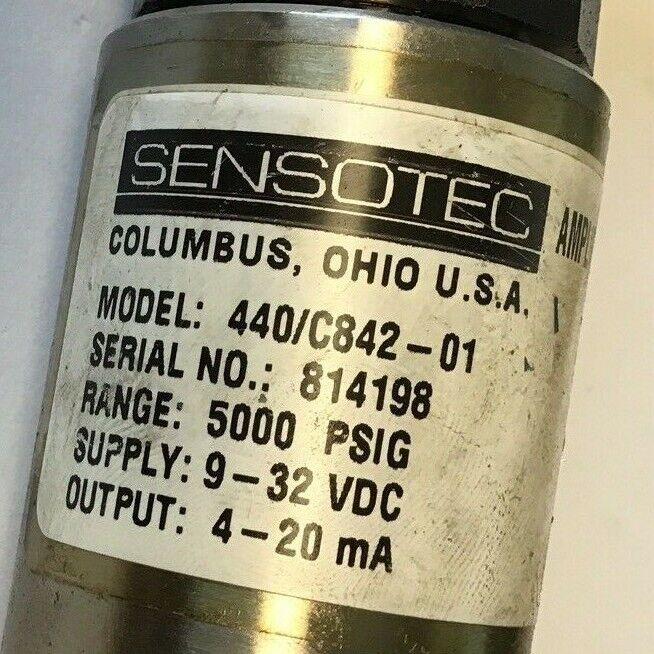 SENSOTEC
COLUMBUS, OHIO U.S.A.
MODEL: 440/C842-01
SERIAL NO.: 814198
RANGE: 5000 PSIG
SUPPLY: 9-32 VDC
OUTPUT: 4-20 mA